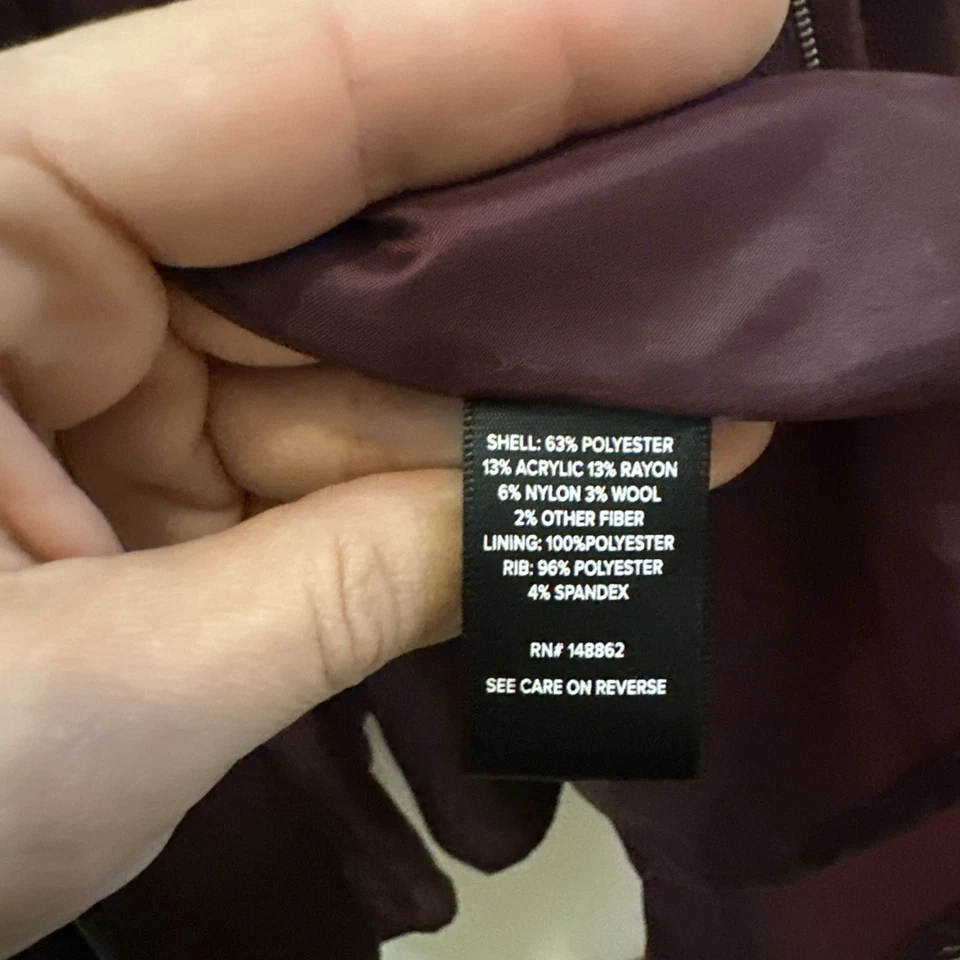 SHELL: 63% POLYESTER
13% ACRYLIC 13% RAYON
6% NYLON 3% WOOL
2% OTHER FIBER
LINING: 100%POLYESTER
RIB: 96% POLYESTER
4% SPANDEX
RN# 148862
SEE CARE ON REVERSE